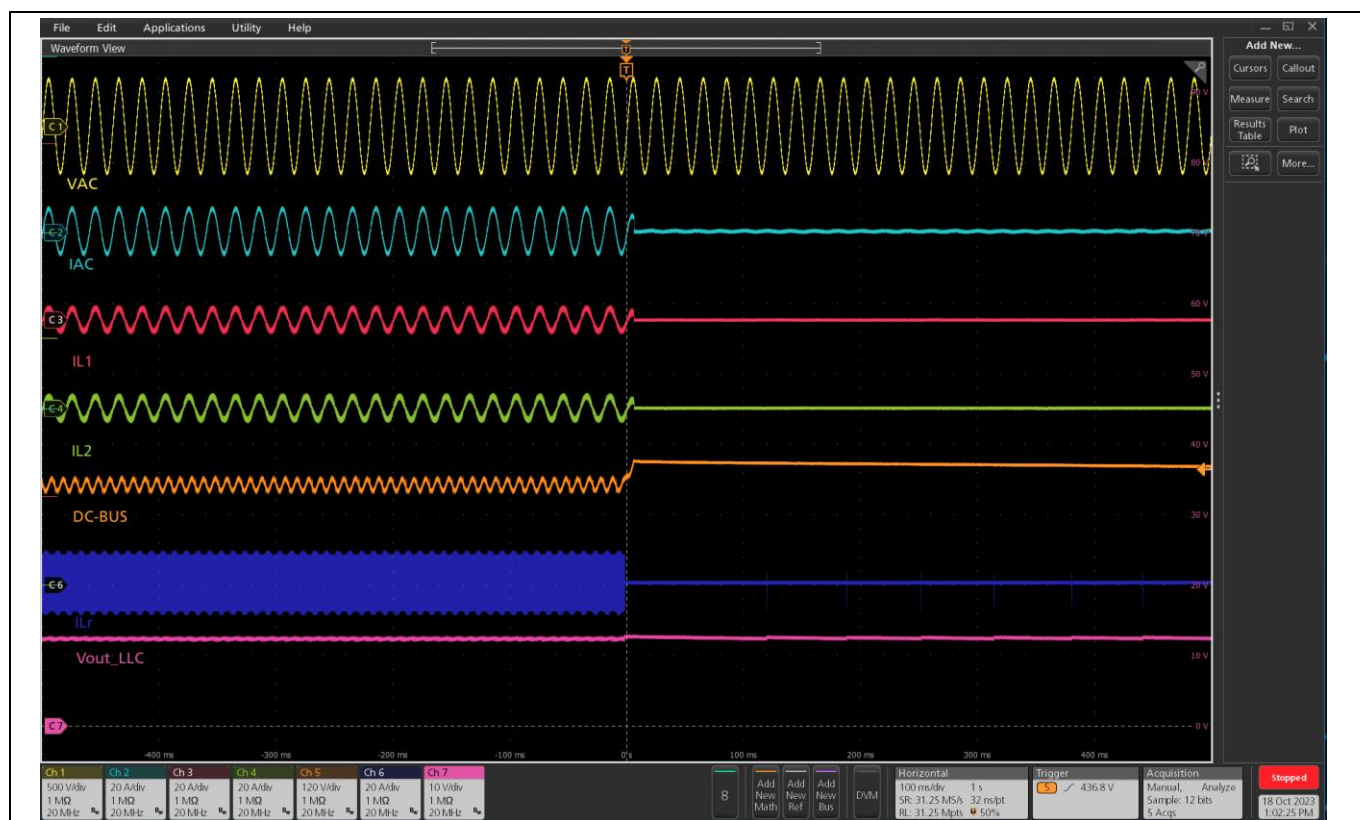 File Edit Applications Utility Help
Waveform View
T
T
Add New...
Cursors Callout
Measure Search
Results Table Plot
More...
C1
80 V
VAC
C2
IAC
60 V
C3
IL1
50 V
C4
IL2
40 V
DC-BUS
30 V
C6
20 V
ILr
Vout_LLC
10 V
C7
0 V
-400 ms -300 ms -200 ms -100 ms 0 s 100 ms 200 ms 300 ms 400 ms
Ch 1 Ch 2 Ch 3 Ch 4 Ch 5 Ch 6 Ch 7
500 V/div 20 A/div 20 A/div 20 A/div 120 V/div 20 A/div 10 V/div
1 MΩ 1 MΩ 1 MΩ 1 MΩ 1 MΩ 1 MΩ 1 MΩ
20 MHz 20 MHz 20 MHz 20 MHz 20 MHz 20 MHz 20 MHz
8
Add New Math
Add New Ref
Add New Bus
DVM
Horizontal
100 ms/div 1 s
SR: 31.25 MS/s 32 ns/pt
RL: 31.25 Mpts 50%
Trigger
5 436.8 V
Acquisition
Manual, Analyze
Sample: 12 bits
5 Acqs
Stopped
18 Oct 2023
1:02:25 PM